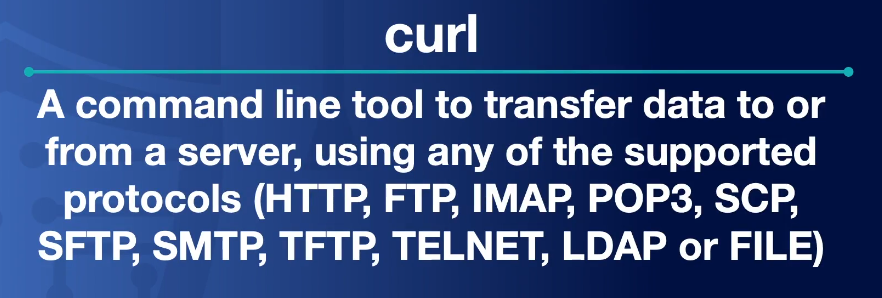 curl
A command line tool to transfer data to or
from a server, using any of the supported
protocols (HTTP, FTP, IMAP, POP3, SCP,
SFTP, SMTP, TFTP, TELNET, LDAP or FILE)